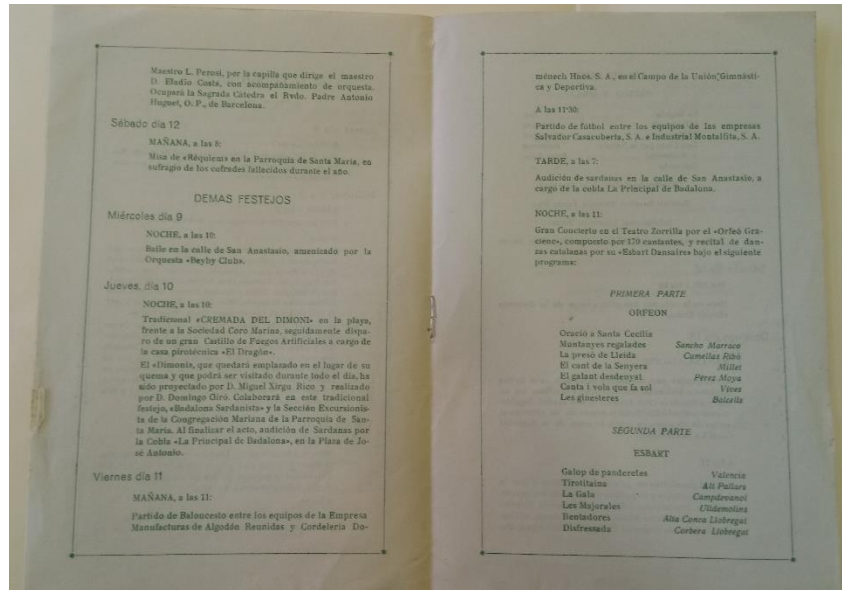 Maestro L. Perosi, por la capilla que dirige el maestro
D. Eladio Costa, con acompañamiento de orquesta.
Ocupará la Sagrada Cátedra el Rvdo. Padre Antonio
Huguet, O. P., de Barcelona.
Sábado día 12
MAÑANA, a las 8:
Misa de «Réquiem» en la Parroquia de Santa María, en
sufragio de los cofrades fallecidos durante el año.
DEMAS FESTEJOS
Miércoles día 9
NOCHE, a las 10:
Baile en la calle de San Anastasio, amenizado por la
Orquesta «Beyby Club».
Jueves, día 10
NOCHE, a las 10:
Tradicional «CREMADA DEL DIMONI» en la playa,
frente a la Sociedad Coro Marina, seguidamente dispa-
ro de un gran Castillo de Fuegos Artificiales a cargo de
la casa pirotécnica «El Dragón».
El «Dimoni», que quedará emplazado en el lugar de su
quema y que podrá ser visitado durante todo el día, ha
sido proyectado por D. Miguel Xirgu Rico y realizado
por D. Domingo Giró. Colaborará en este tradicional
festejo, «Badalona Sardanista» y la Sección Excursionis-
ta de la Congregación Mariana de la Parroquia de San-
ta María. Al finalizar el acto, audición de Sardanas por
la Cobla «La Principal de Badalona», en la Plaza de Jo-
sé Antonio.
Viernes día 11
MAÑANA, a las 11:
Partido de Baloncesto entre los equipos de la Empresa
Manufacturas de Algodón Reunidas y Cordelería Do-
ménech Hnos. S. A., en el Campo de la Unión Gimnásti-
ca y Deportiva.
A las 11'30:
Partido de fútbol entre los equipos de las empresas
Salvador Casacuberta, S. A. e Industrial Montalfita, S. A.
TARDE, a las 7:
Audición de sardanas en la calle de San Anastasio, a
cargo de la cobla La Principal de Badalona.
NOCHE, a las 11:
Gran Concierto en el Teatro Zorrilla por el «Orfeó Gra-
cienc», compuesto por 170 cantantes, y recital de dan-
zas catalanas por su «Esbart Dansaire» bajo el siguiente
programa:
PRIMERA PARTE
ORFEON
Oració a Santa Cecilia
Muntanyes regalades Sancho Marraco
La presó de Lleida Comellas Ribó
El cant de la Senyera Millet
El galant desdenyat Pérez Moya
Canta i vola que fa sol Vives
Les ginesteres Balcells
SEGUNDA PARTE
ESBART
Galop de panderetes Valencia
Tirotitaina Alt Pallars
La Gala Campdevanol
Les Majorales Ulldemolins
Rentadores Alta Conca Llobregat
Disfressada Corbera Llobregat